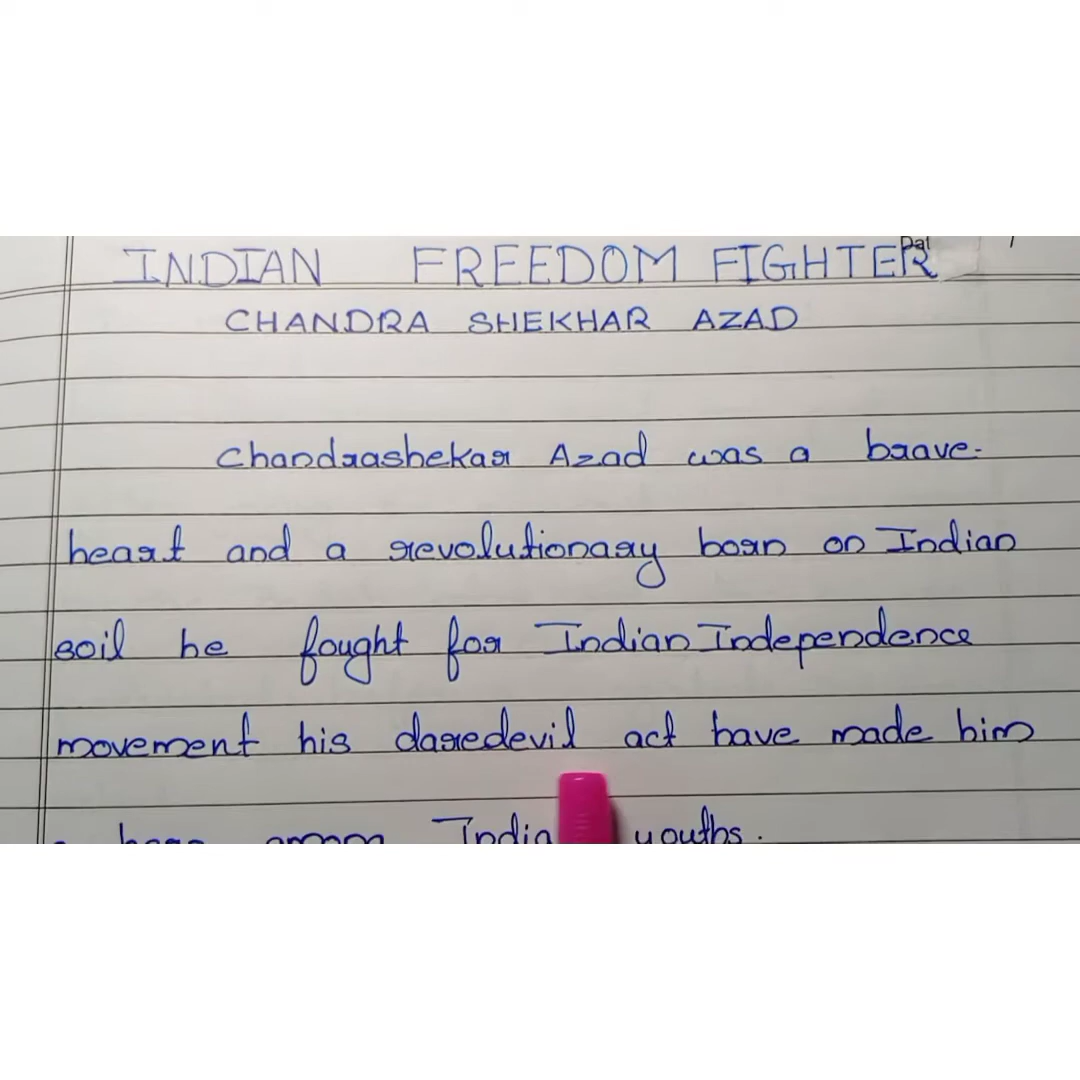 INDIAN FREEDOM FIGHTER
CHANDRA SHEKHAR AZAD
Chandrashekar Azad was a brave-
heart and a revolutionary born on Indian
soil he fought for Indian Independence
movement his daredevil act have made him
India youths.